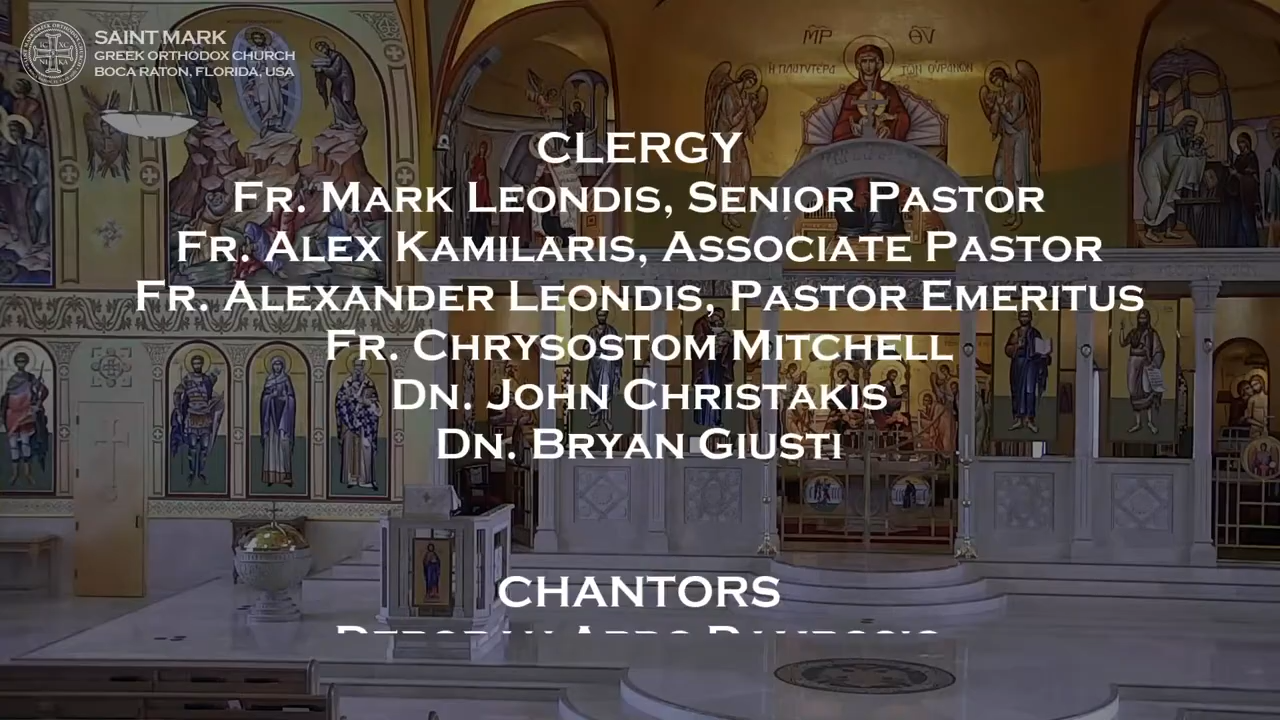 SAINT MARK
GREEK ORTHODOX CHURCH
BOCA RATON, FLORIDA, USA
ΜΡ ΘΥ
Η ΠΛΑΤΥΤΕΡΑ ΤΩΝ ΟΥΡΑΝΩΝ
CLERGY
FR. MARK LEONDIS, SENIOR PASTOR
FR. ALEX KAMILARIS, ASSOCIATE PASTOR
FR. ALEXANDER LEONDIS, PASTOR EMERITUS
FR. CHRYSOSTOM MITCHELL
DN. JOHN CHRISTAKIS
DN. BRYAN GIUSTI
CHANTORS